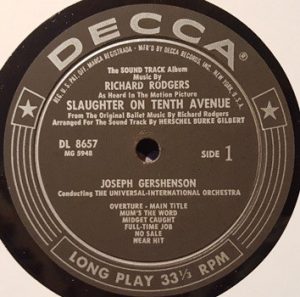 DECCA
REG. U.S. PAT. OFF. MARCA REGISTRADA - MFR'D BY DECCA RECORDS, INC. NEW YORK, U.S.A.
The SOUND TRACK Album
Music By
RICHARD RODGERS
As Heard In The Motion Picture
SLAUGHTER ON TENTH AVENUE
From The Original Ballet Music By Richard Rodgers
Arranged For The Sound Track By HERSCHEL BURKE GILBERT
DL 8657
MG 5948
SIDE 1
JOSEPH GERSHENSON
Conducting THE UNIVERSAL-INTERNATIONAL ORCHESTRA
OVERTURE - MAIN TITLE
MUM'S THE WORD
MIDGET CAUGHT
FULL-TIME JOB
NO SALE
WEAR HIT
LONG PLAY 33⅓ RPM